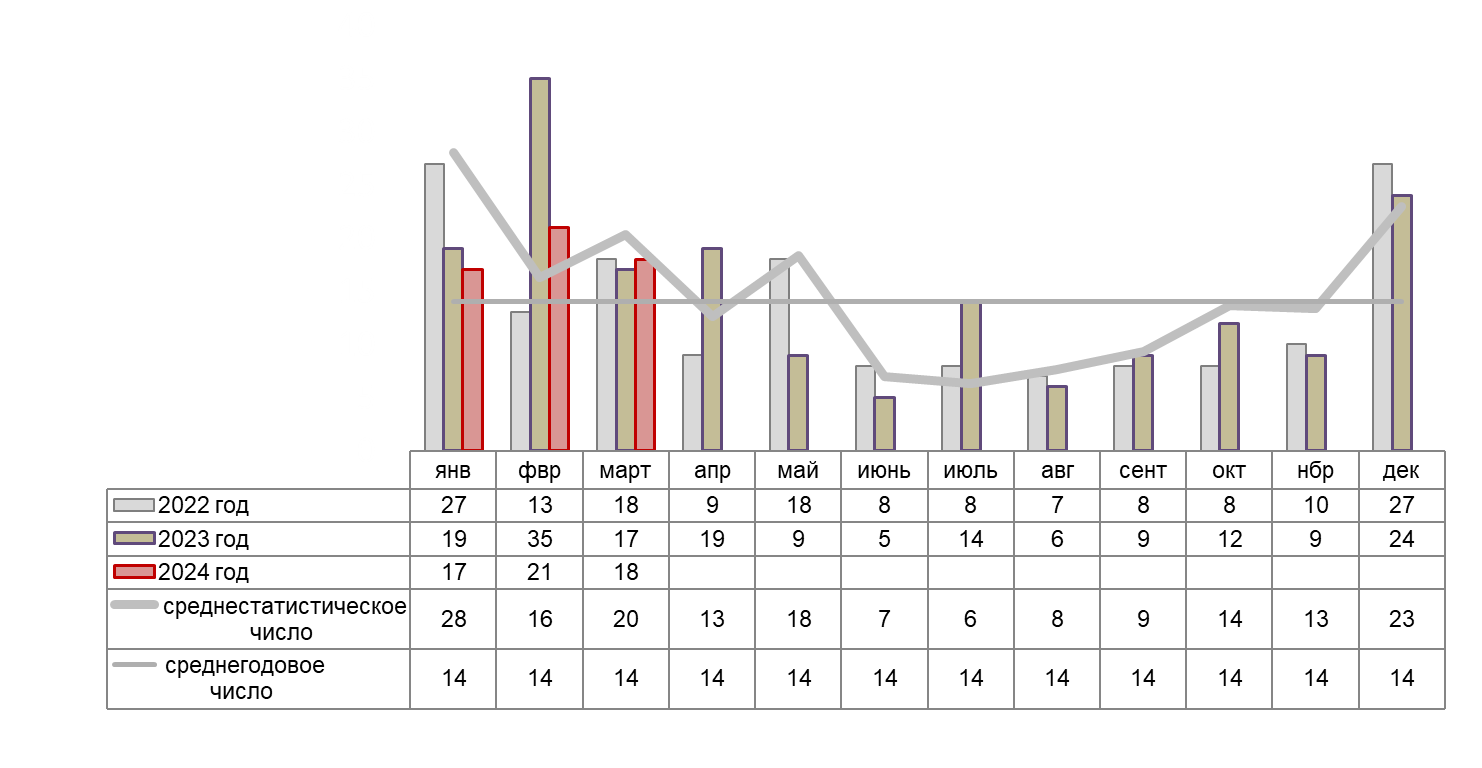 янв фвр март апр май июнь июль авг сент окт нбр дек
2022 год 27 13 18 9 18 8 8 7 8 8 10 27
2023 год 19 35 17 19 9 5 14 6 9 12 9 24
2024 год 17 21 18
среднестатистическое
число 28 16 20 13 18 7 6 8 9 14 13 23
среднегодовое
число 14 14 14 14 14 14 14 14 14 14 14 14